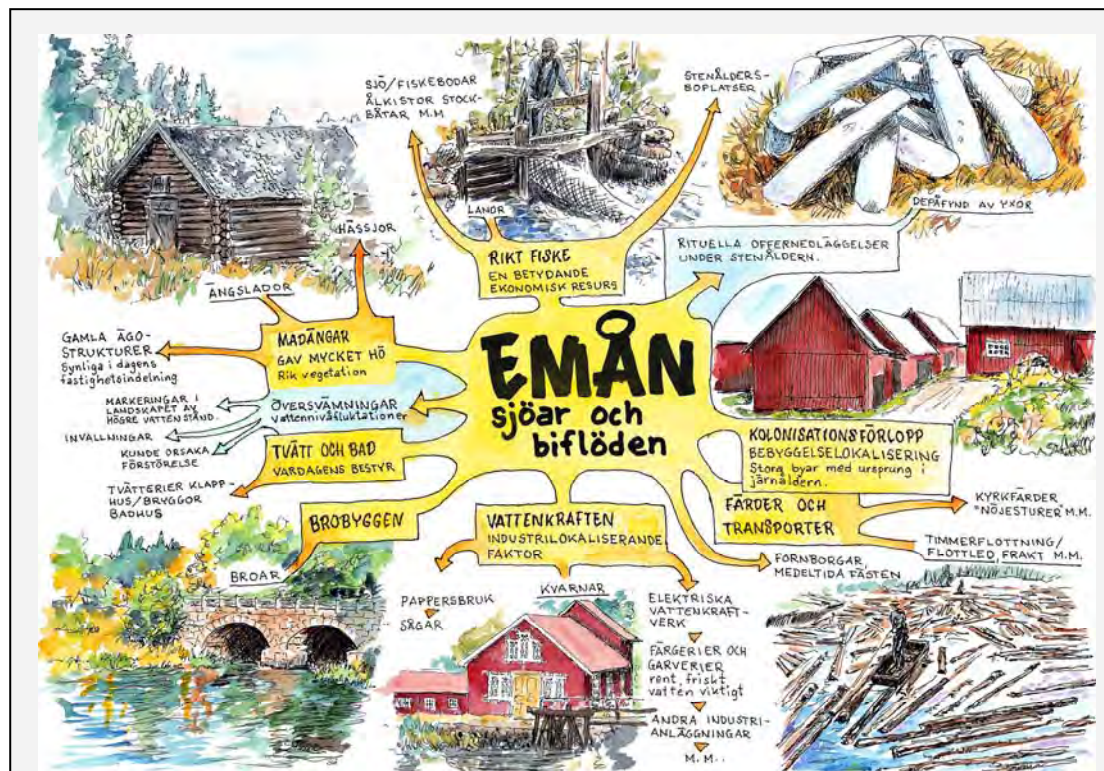 SJÖ/FISKEBODAR
ÅLKISTOR STOCK-
BÅTAR M.M
STENÅLDERS-
BOPLATSER
LANOR
DEPÅFYND AV YXOR
HÄSSJOR
RIKT FISKE
EN BETYDANDE
EKONOMISK RESURS
RITUELLA OFFERNEDLÄGGELSER
UNDER STENÅLDERN.
ÄNGSLADOR
GAMLA ÄGO-
STRUKTURER
Synliga i dagens
fastighetsindelning
MADÄNGAR
GAV MYCKET HÖ
Rik vegetation
EMÅN
sjöar och
biflöden
MARKERINGAR I
LANDSKAPET AV
HÖGRE VATTENSTÅND.
INVALLNINGAR
KUNDE ORSAKA
FÖRSTÖRELSE
ÖVERSVÄMNINGAR
Vattennivåfluktationer
TVÄTT OCH BAD
VARDAGENS BESTYR
TVÄTTERIER KLAPP-
HUS/BRYGGOR
BADHUS
KOLONISATIONSFÖRLOPP
BEBYGGELSELOKALISERING
Stora byar med ursprung i
järnåldern.
FÄRDER OCH
TRANSPORTER
KYRKFÄRDER
"NÖJESTURER" M.M.
TIMMERFLOTTNING/
FLOTTLED, FRAKT M.M.
BROBYGGEN
BROAR
VATTENKRAFTEN
INDUSTRILOKALISERANDE
FAKTOR
FORNBORGAR,
MEDELTIDA FÄSTEN
PAPPERSBRUK
SÅGAR
KVARNAR
ELEKTRISKA
VATTENKRAFT-
VERK
FÄRGERIER OCH
GARVERIER
rent, friskt
vatten viktigt
ANDRA INDUSTRI-
ANLÄGGNINGAR
M.M..